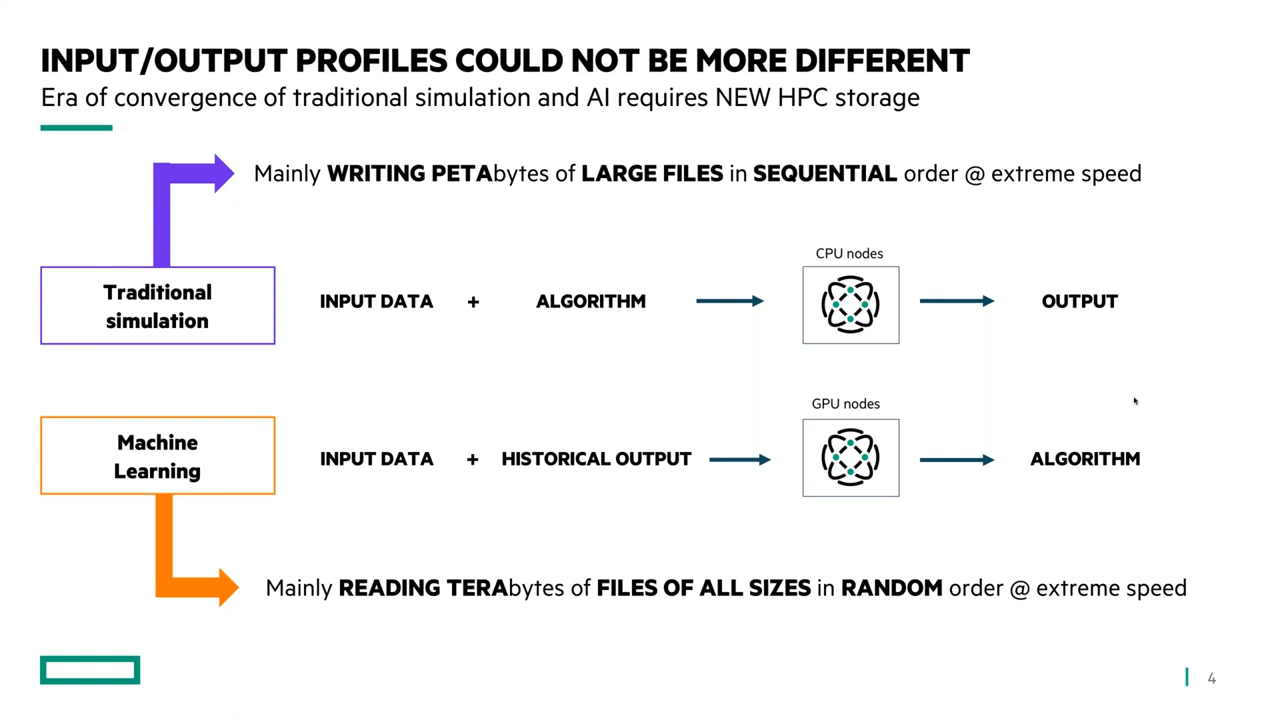 INPUT/OUTPUT PROFILES COULD NOT BE MORE DIFFERENT
Era of convergence of traditional simulation and AI requires NEW HPC storage
Mainly WRITING PETAbytes of LARGE FILES in SEQUENTIAL order @ extreme speed
CPU nodes
Traditional
simulation
INPUT DATA + ALGORITHM
OUTPUT
GPU nodes
Machine
Learning
INPUT DATA + HISTORICAL OUTPUT
ALGORITHM
Mainly READING TERAbytes of FILES OF ALL SIZES in RANDOM order @ extreme speed
4